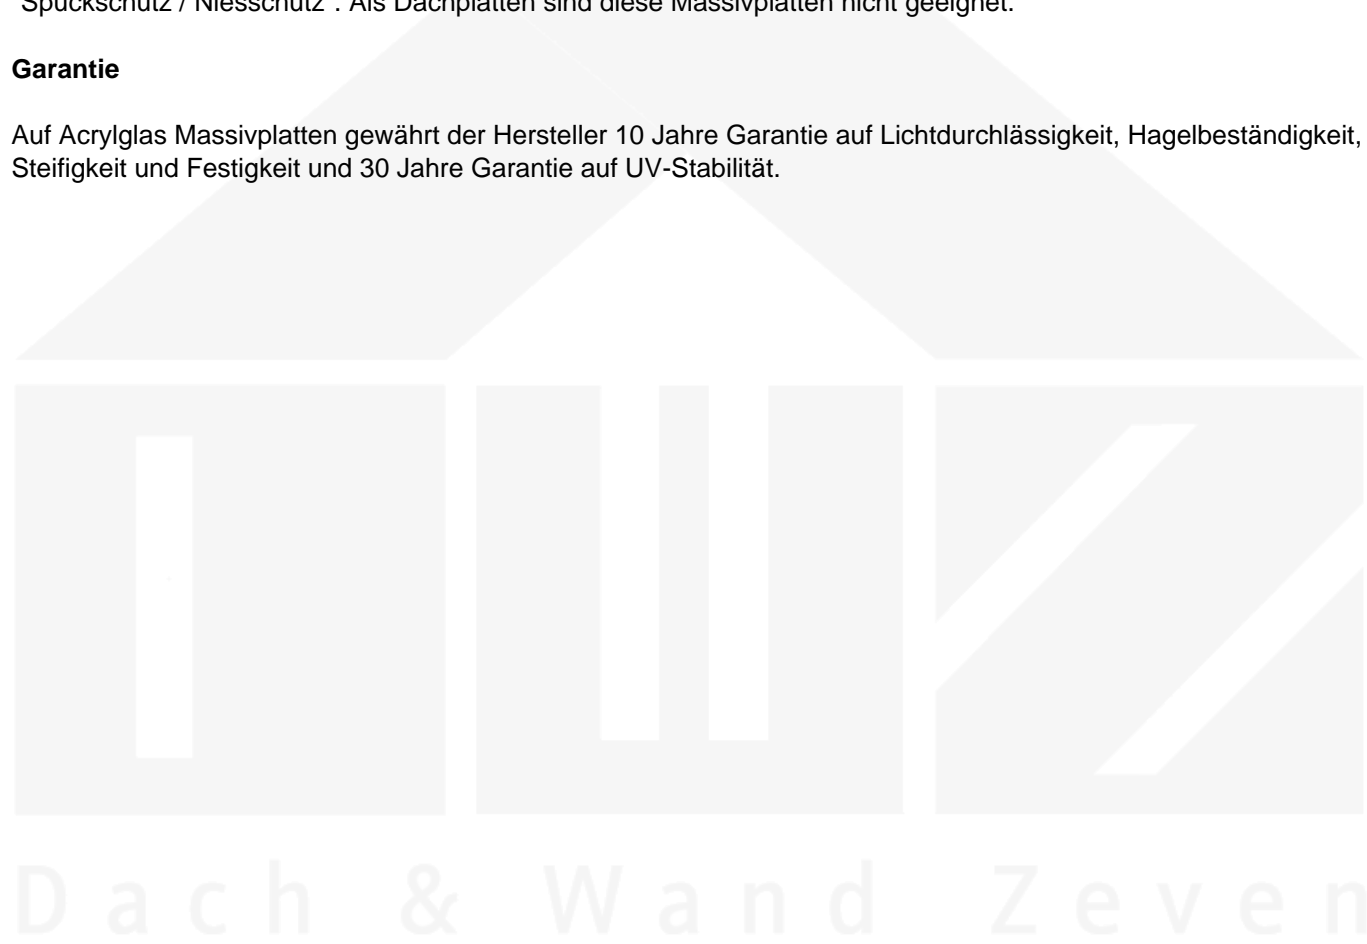 "Spuckschutz / Niesschutz". Als Dachplatten sind diese Massivplatten nicht geeignet.
Garantie
Auf Acrylglas Massivplatten gewährt der Hersteller 10 Jahre Garantie auf Lichtdurchlässigkeit, Hagelbeständigkeit,
Steifigkeit und Festigkeit und 30 Jahre Garantie auf UV-Stabilität.
Dach & Wand Zeven